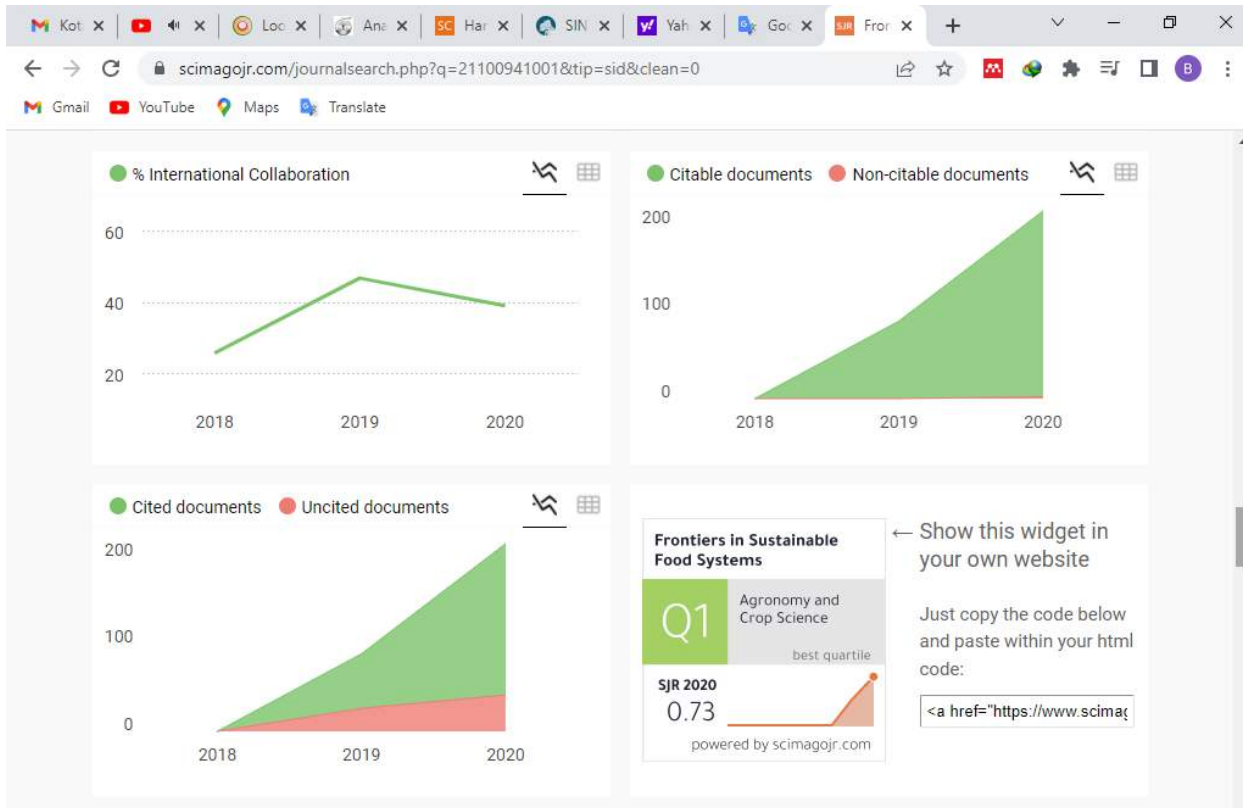 Kot
Loc
Ana
SC Har
SIN
y! Yah
Goc
SJR Fron
scimagojr.com/journalsearch.php?q=21100941001&tip=sid&clean=0
B
Gmail YouTube Maps Translate
% International Collaboration
60
40
20
2018 2019 2020
Citable documents Non-citable documents
200
100
0
2018 2019 2020
Cited documents Uncited documents
200
100
0
2018 2019 2020
Frontiers in Sustainable
Food Systems
Q1
Agronomy and
Crop Science
best quartile
SJR 2020
0.73
powered by scimagojr.com
← Show this widget in
your own website
Just copy the code below
and paste within your html
code:
<a href="https://www.scimag